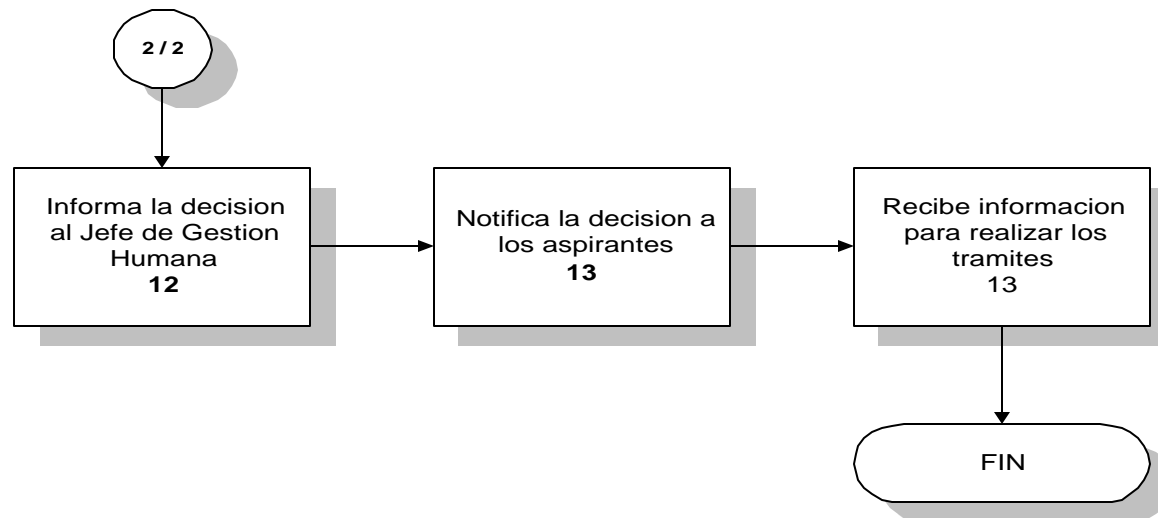 2 / 2
Informa la decision
al Jefe de Gestion
Humana
12
Notifica la decision a
los aspirantes
13
Recibe informacion
para realizar los
tramites
13
FIN